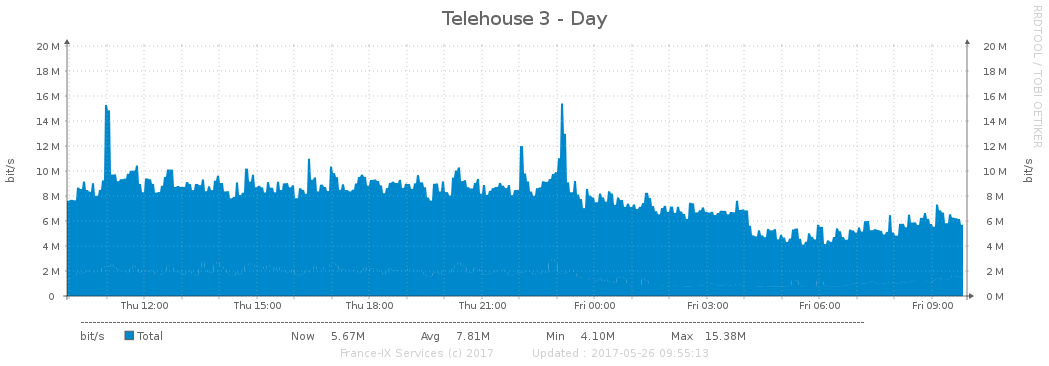 Telehouse 3 - Day
RRDTOOL / TOBI OETIKER
bit/s
bit/s
20 M 20 M
18 M 18 M
16 M 16 M
14 M 14 M
12 M 12 M
10 M 10 M
8 M 8 M
6 M 6 M
4 M 4 M
2 M 2 M
0 0 M
Thu 12:00 Thu 15:00 Thu 18:00 Thu 21:00 Fri 00:00 Fri 03:00 Fri 06:00 Fri 09:00
bit/s Total Now 5.67M Avg 7.81M Min 4.10M Max 15.38M
France-IX Services (c) 2017 Updated : 2017-05-26 09:55:13